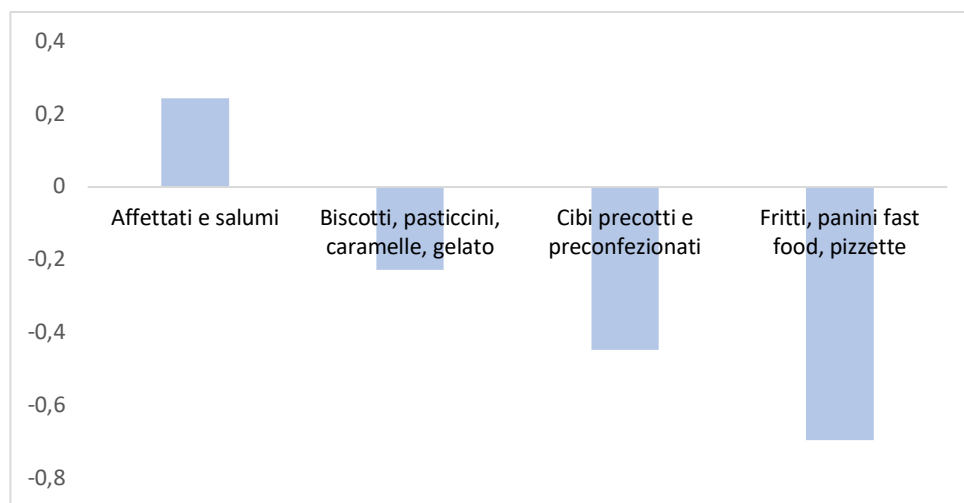 0,4
0,2
0
Affettati e salumi
Biscotti, pasticcini,
caramelle, gelato
Cibi precotti e
preconfezionati
Fritti, panini fast
food, pizzette
-0,2
-0,4
-0,6
-0,8